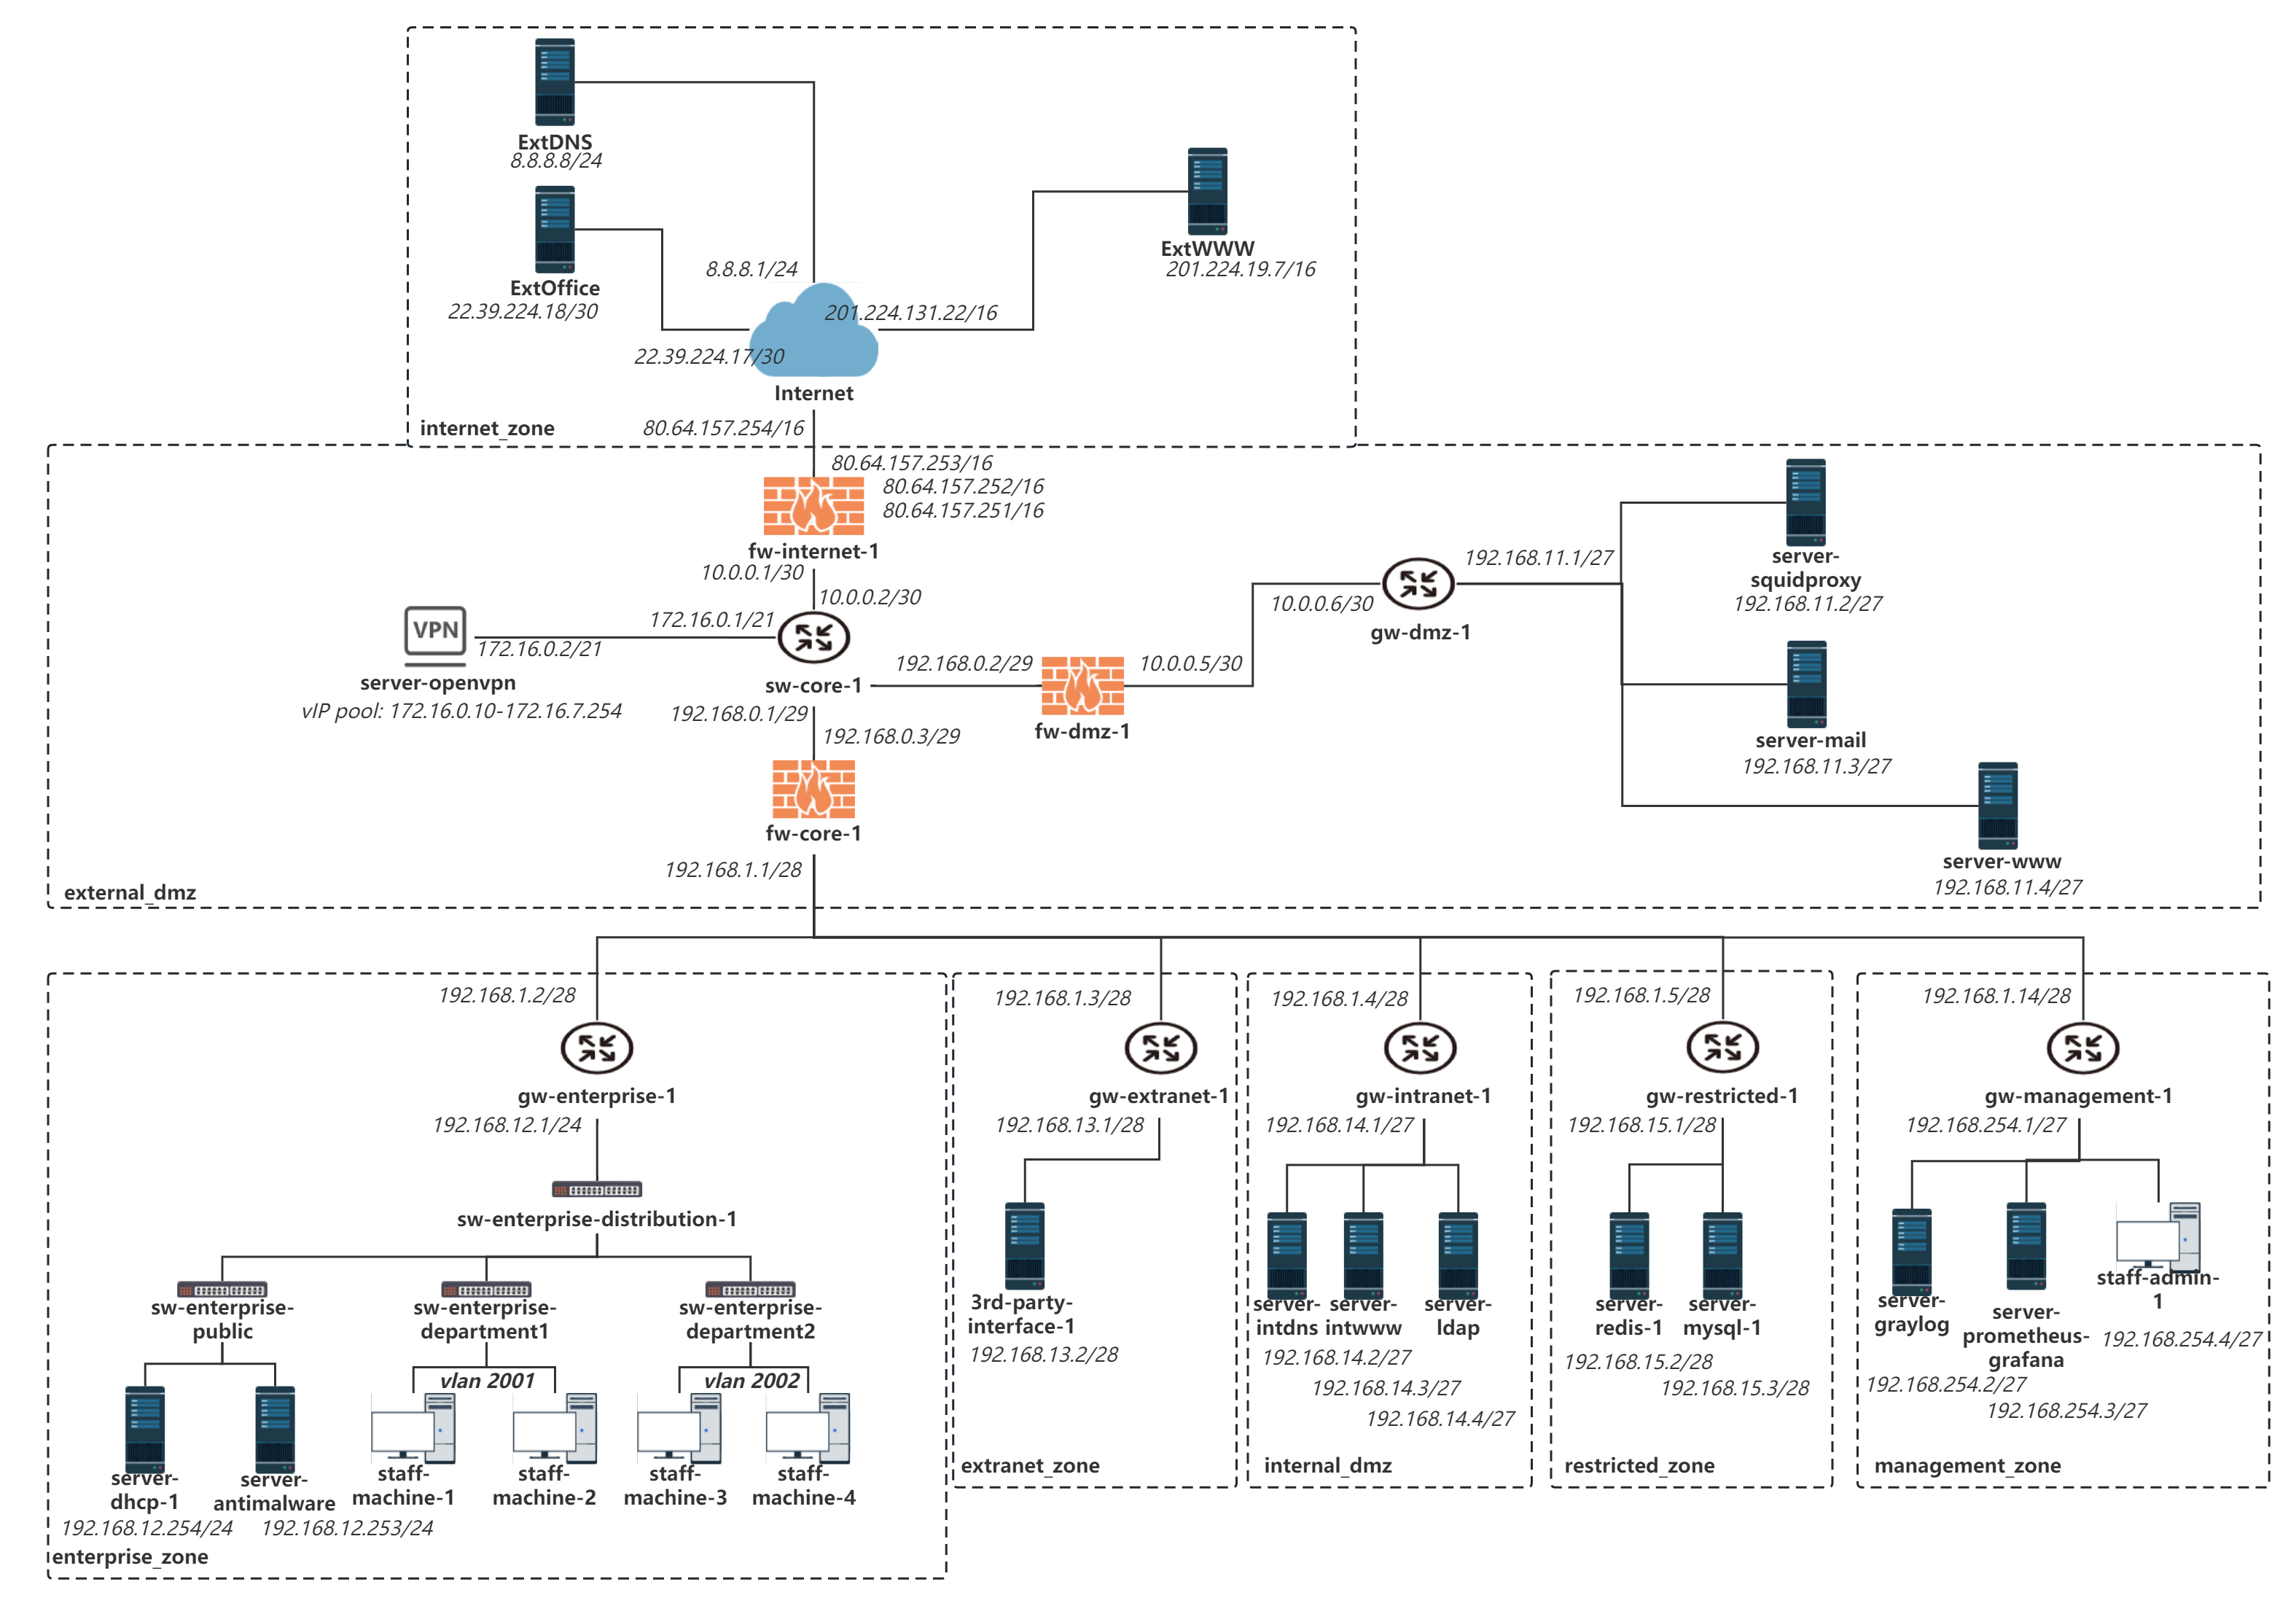 ExtDNS
8.8.8.8/24
ExtOffice
22.39.224.18/30
ExtWWW
201.224.19.7/16
8.8.8.1/24
201.224.131.22/16
22.39.224.17/30
Internet
internet_zone
80.64.157.254/16
80.64.157.253/16
80.64.157.252/16
80.64.157.251/16
fw-internet-1
10.0.0.1/30
10.0.0.2/30
172.16.0.1/21
VPN
172.16.0.2/21
server-openvpn
vIP pool: 172.16.0.10-172.16.7.254
sw-core-1
192.168.0.1/29
192.168.0.2/29
192.168.0.3/29
fw-dmz-1
10.0.0.5/30
10.0.0.6/30
gw-dmz-1
192.168.11.1/27
server-
squidproxy
192.168.11.2/27
server-mail
192.168.11.3/27
server-www
192.168.11.4/27
fw-core-1
192.168.1.1/28
external_dmz
192.168.1.2/28
gw-enterprise-1
192.168.12.1/24
sw-enterprise-distribution-1
sw-enterprise-
public
sw-enterprise-
department1
sw-enterprise-
department2
vlan 2001
vlan 2002
server-
dhcp-1
192.168.12.254/24
server-
antimalware
192.168.12.253/24
staff-
machine-1
staff-
machine-2
staff-
machine-3
staff-
machine-4
enterprise_zone
192.168.1.3/28
gw-extranet-1
192.168.13.1/28
3rd-party-
interface-1
192.168.13.2/28
extranet_zone
192.168.1.4/28
gw-intranet-1
192.168.14.1/27
server-
intdns
server-
intwww
server-
ldap
192.168.14.2/27
192.168.14.3/27
192.168.14.4/27
internal_dmz
192.168.1.5/28
gw-restricted-1
192.168.15.1/28
server-
redis-1
server-
mysql-1
192.168.15.2/28
192.168.15.3/28
restricted_zone
192.168.1.14/28
gw-management-1
192.168.254.1/27
server-
graylog
server-
prometheus-
grafana
staff-admin-
1
192.168.254.4/27
192.168.254.2/27
192.168.254.3/27
management_zone